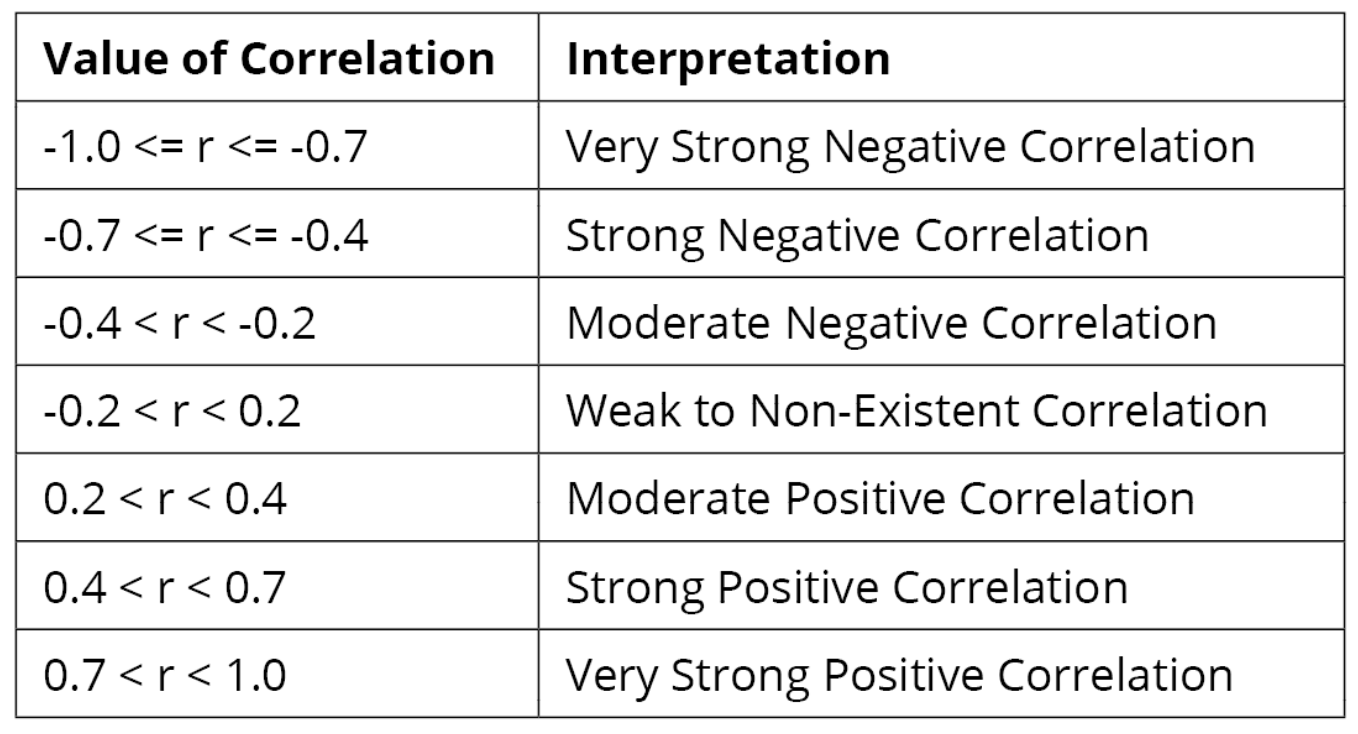 Value of Correlation Interpretation
-1.0 <= r <= -0.7 Very Strong Negative Correlation
-0.7 <= r <= -0.4 Strong Negative Correlation
-0.4 < r < -0.2 Moderate Negative Correlation
-0.2 < r < 0.2 Weak to Non-Existent Correlation
0.2 < r < 0.4 Moderate Positive Correlation
0.4 < r < 0.7 Strong Positive Correlation
0.7 < r < 1.0 Very Strong Positive Correlation